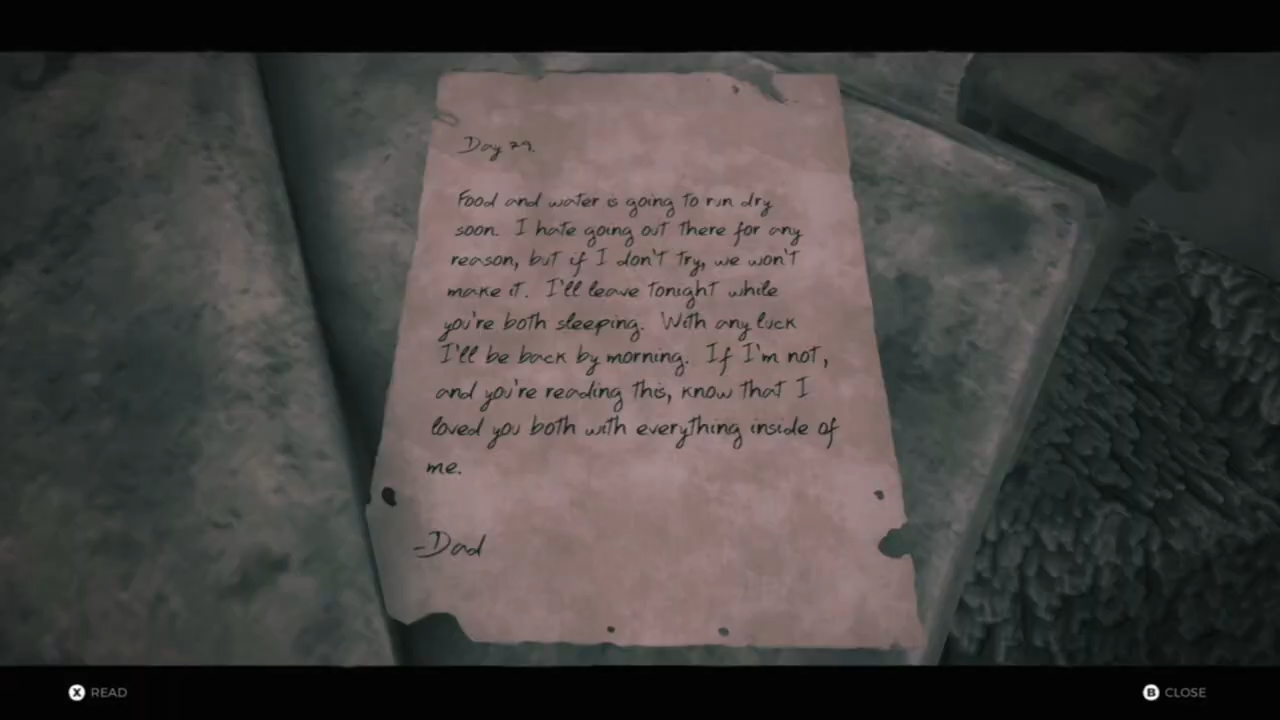 Day 29.
Food and water is going to run dry
soon. I hate going out there for any
reason, but if I don't try, we won't
make it. I'll leave tonight while
you're both sleeping. With any luck
I'll be back by morning. If I'm not,
and you're reading this, know that I
loved you both with everything inside of
me.
-Dad
X READ
B CLOSE